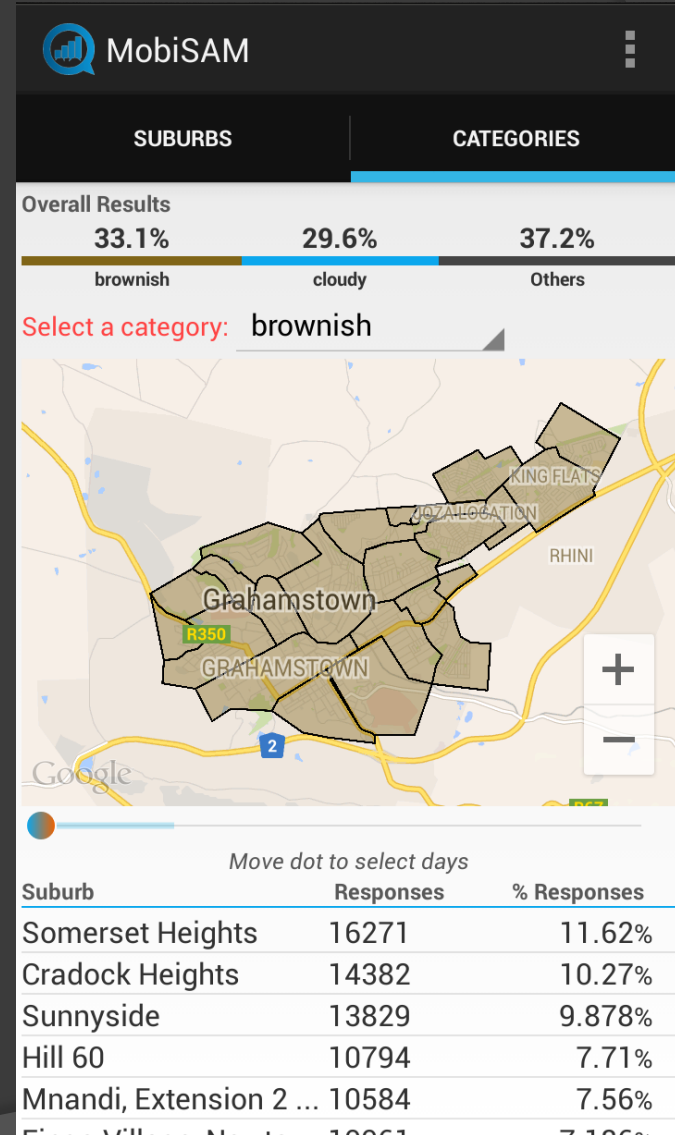 MobiSAM
SUBURBS CATEGORIES
Overall Results
33.1% 29.6% 37.2%
brownish cloudy Others
Select a category: brownish
KING FLATS
JOZA LOCATION
RHINI
Grahamstown
R350
GRAHAMSTOWN
+
2
−
Google
R67
Move dot to select days
Suburb Responses % Responses
Somerset Heights 16271 11.62%
Cradock Heights 14382 10.27%
Sunnyside 13829 9.878%
Hill 60 10794 7.71%
Mnandi, Extension 2 ... 10584 7.56%